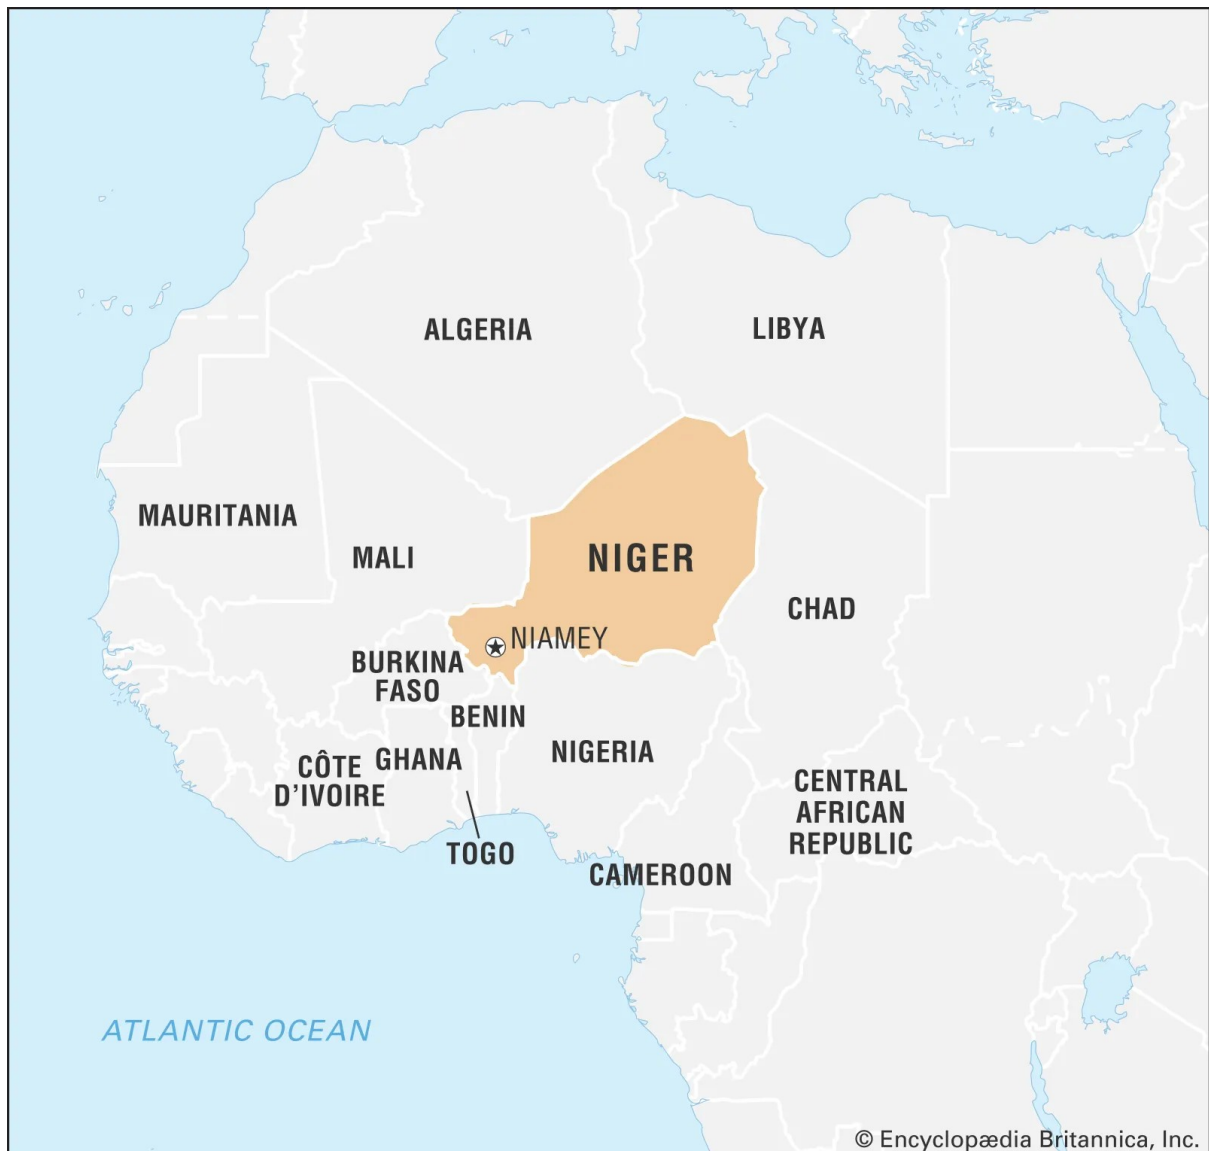 ALGERIA
LIBYA
MAURITANIA
MALI
NIGER
CHAD
NIAMEY
BURKINA
FASO
BENIN
NIGERIA
CÔTE
D'IVOIRE
GHANA
CENTRAL
AFRICAN
REPUBLIC
TOGO
CAMEROON
ATLANTIC OCEAN
© Encyclopædia Britannica, Inc.